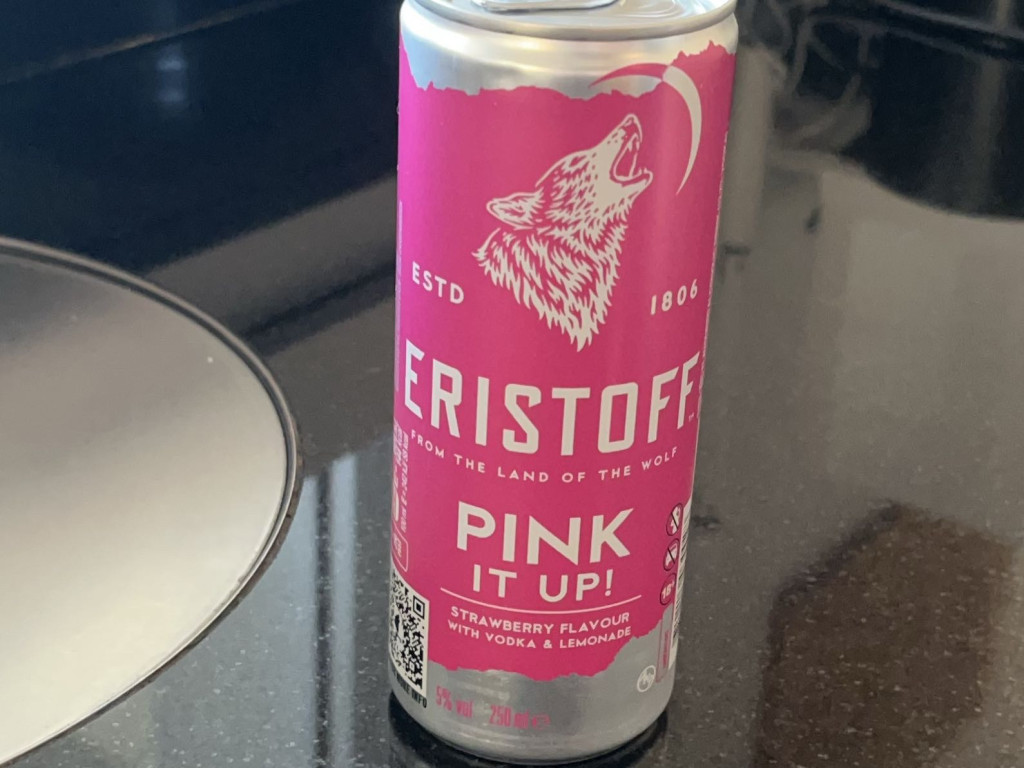 ESTD 1806
ERISTOFF
FROM THE LAND OF THE WOLF
PINK
IT UP!
STRAWBERRY FLAVOUR
WITH VODKA & LEMONADE
5% vol 250 ml e